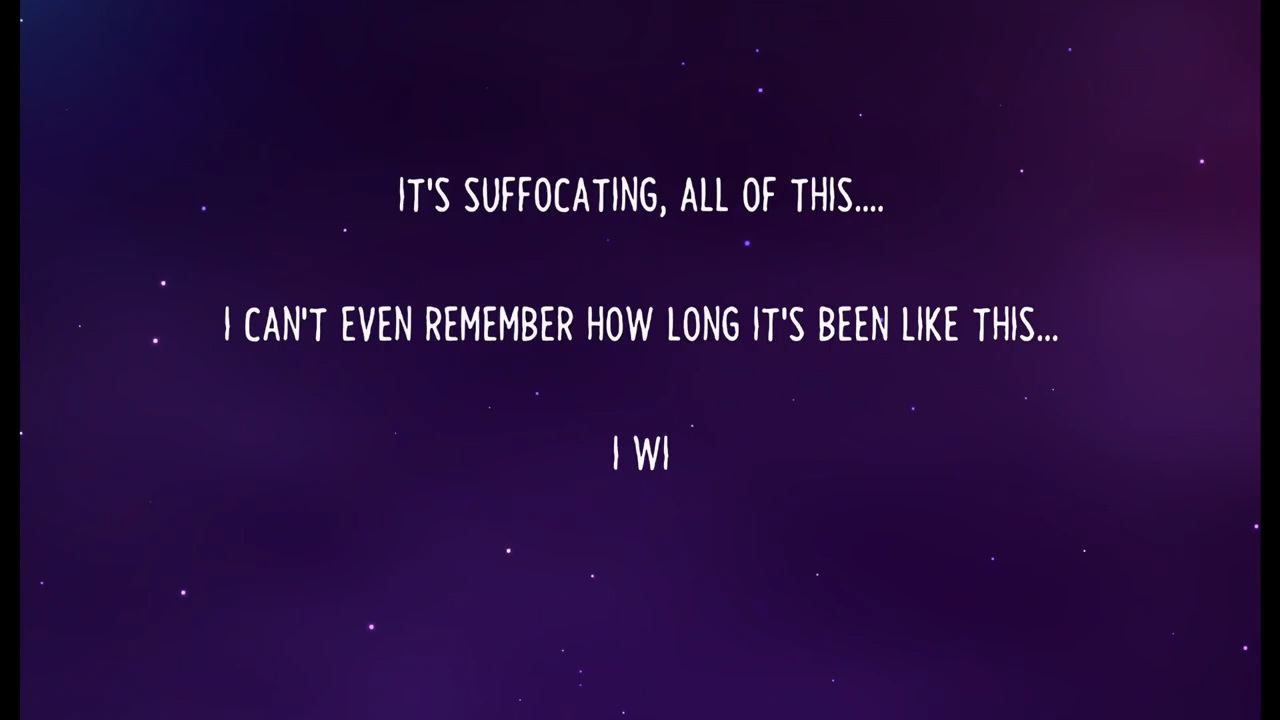 IT'S SUFFOCATING, ALL OF THIS....
I CAN'T EVEN REMEMBER HOW LONG IT'S BEEN LIKE THIS...
I WI